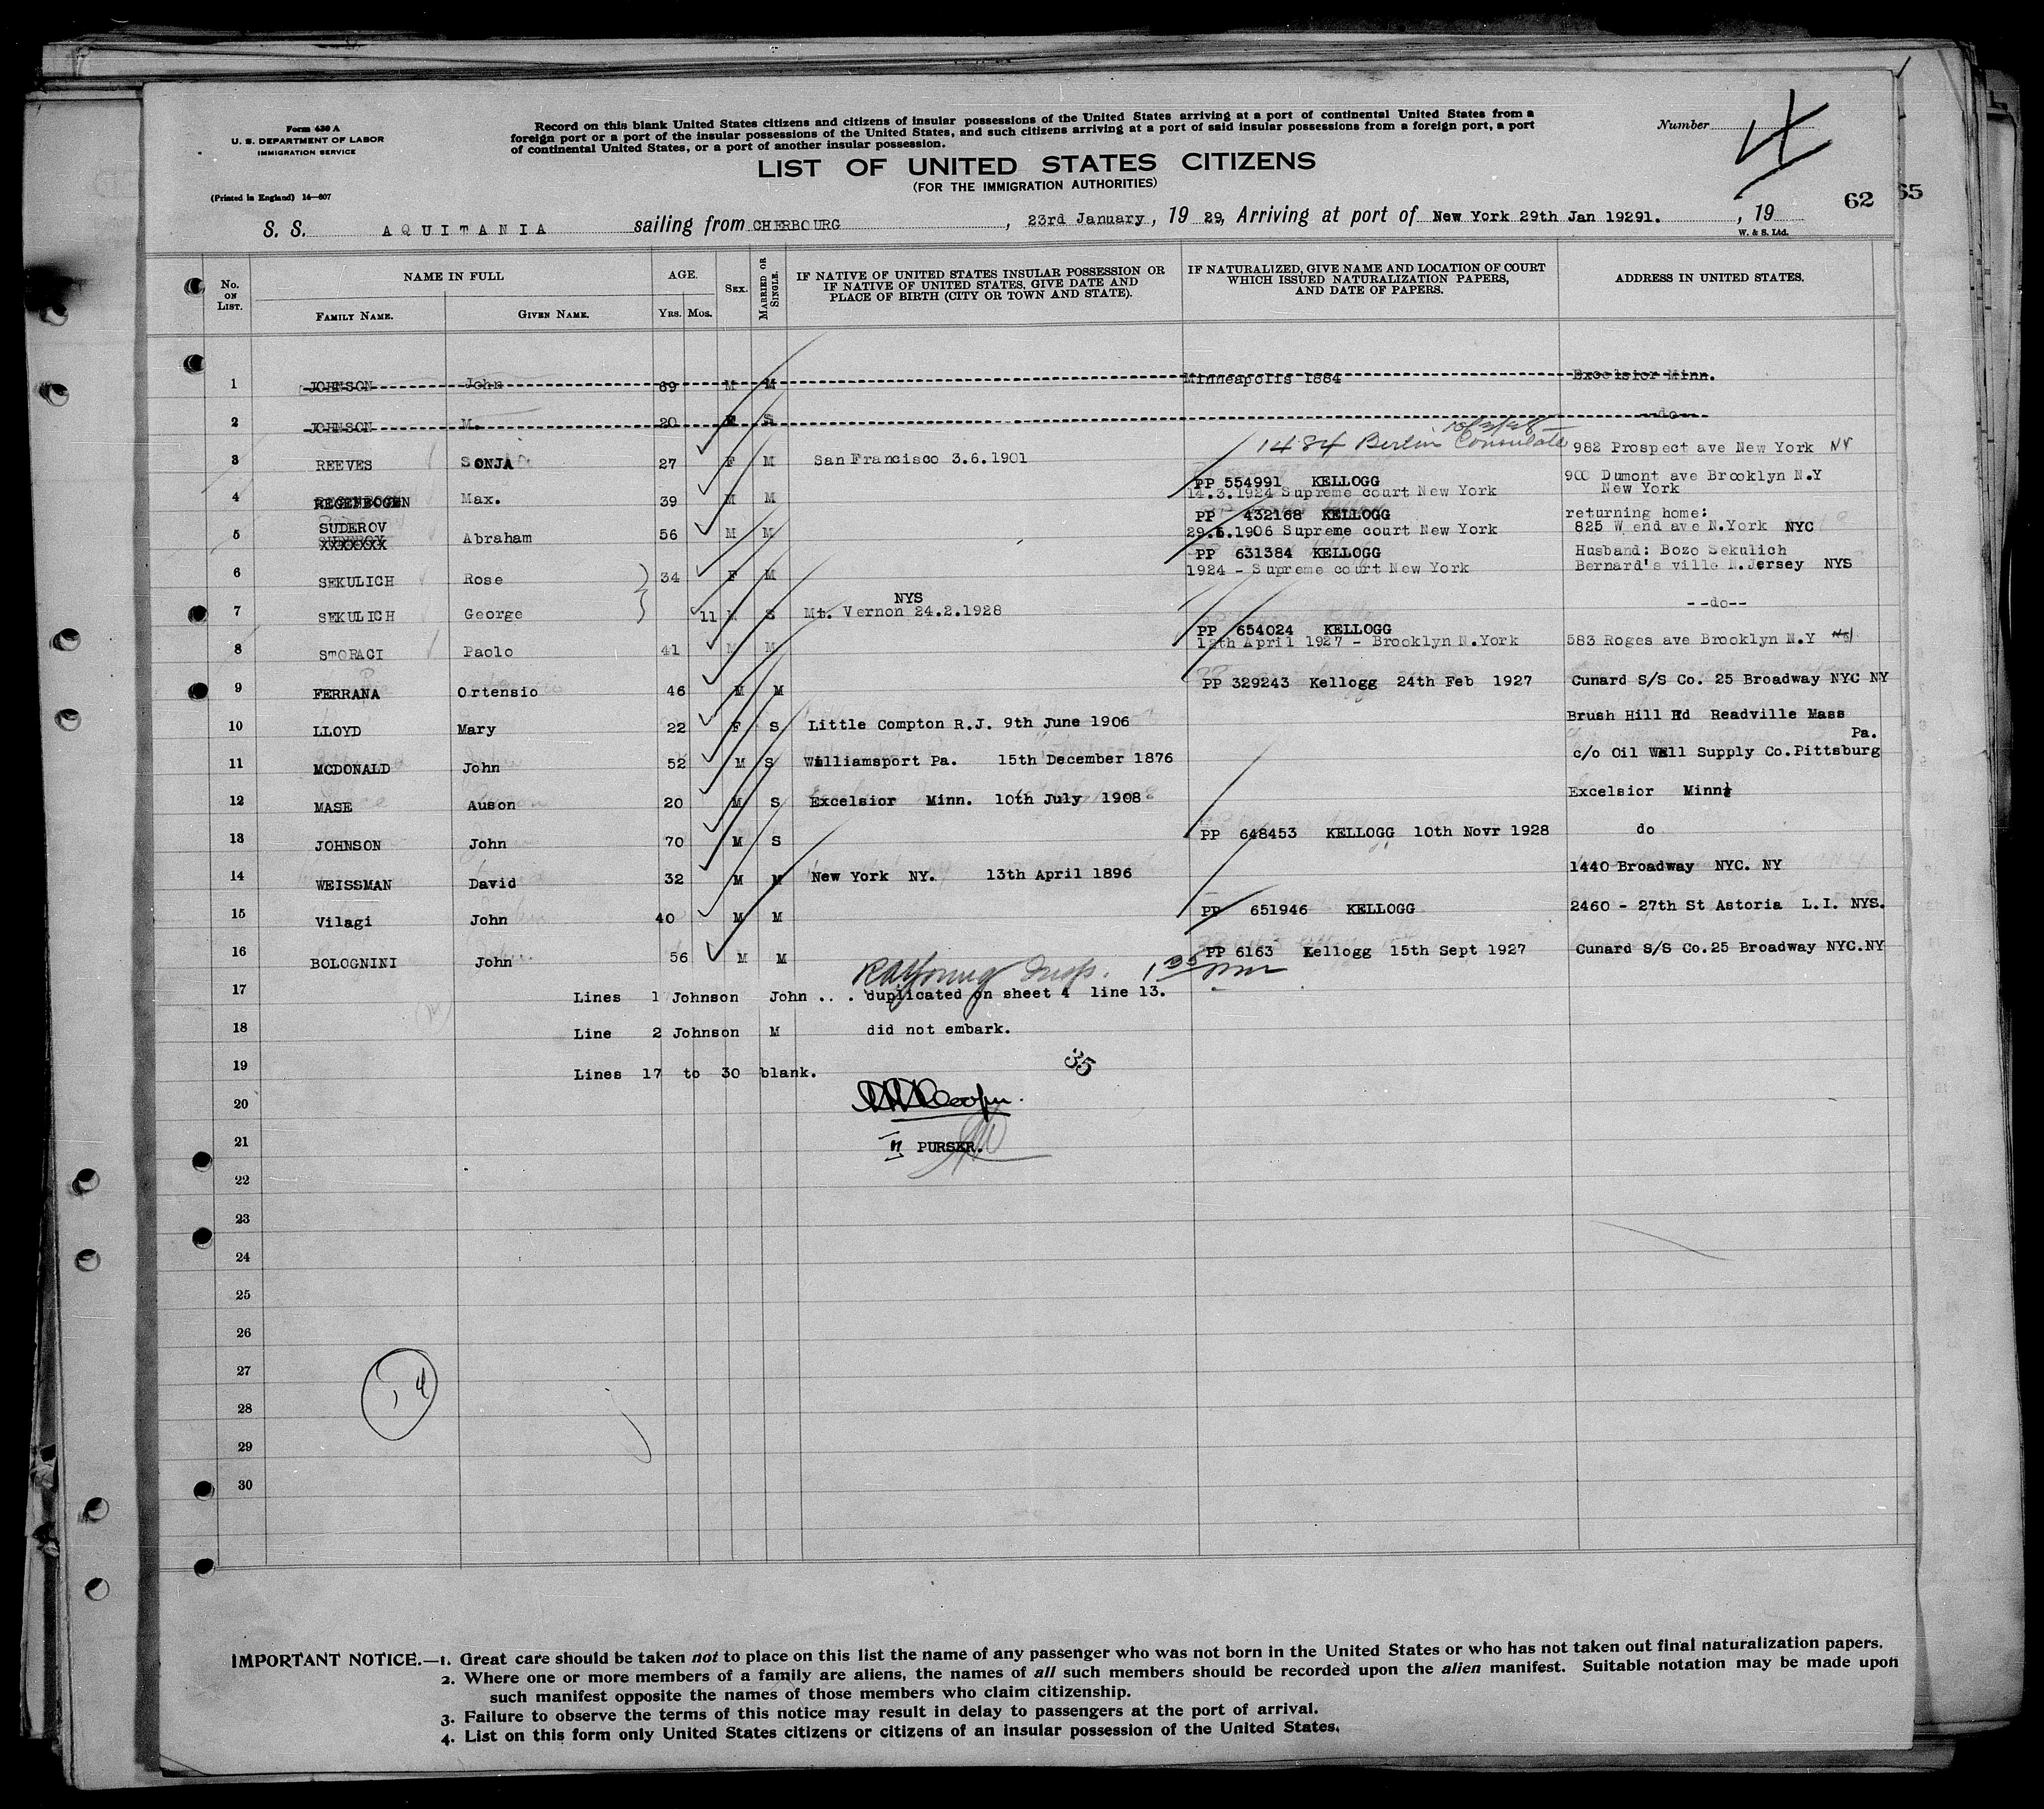 Form 630 A
U. S. DEPARTMENT OF LABOR
IMMIGRATION SERVICE
(Printed in England) 14—607
Record on this blank United States citizens and citizens of insular possessions of the United States arriving at a port of continental United States from a
foreign port or a port of the insular possessions of the United States, and such citizens arriving at a port of said insular possessions from a foreign port, a port
of continental United States, or a port of another insular possession.
LIST OF UNITED STATES CITIZENS
(FOR THE IMMIGRATION AUTHORITIES)
Number 4
62 65
S. S. AQUITANIA sailing from CHERBOURG, 23rd January, 19 29, Arriving at port of New York 29th Jan 19291. , 19
W. & S. Ltd.
No. ON LIST. NAME IN FULL FAMILY NAME. GIVEN NAME. AGE. YRS. MOS. SEX. MARRIED OR SINGLE. IF NATIVE OF UNITED STATES INSULAR POSSESSION OR IF NATIVE OF UNITED STATES, GIVE DATE AND PLACE OF BIRTH (CITY OR TOWN AND STATE). IF NATURALIZED, GIVE NAME AND LOCATION OF COURT WHICH ISSUED NATURALIZATION PAPERS, AND DATE OF PAPERS. ADDRESS IN UNITED STATES.
1 JOHNSON John 69 M M Minneapolis 1884 Excelsior Minn.
2 JOHNSON M. 20 F S --do--
1484 Berlin Consulate
3 REEVES SONJA 27 F M San Francisco 3.6.1901 982 Prospect ave New York NY
PP 554991 KELLOGG 900 Dumont ave Brooklyn N.Y
4 REGENBOGEN Max. 39 M M 14.3.1924 Supreme court New York New York
SUDEROV PP 432168 KELLOGG returning home:
5 XXXXXXX Abraham 56 M M 29.6.1906 Supreme court New York 825 W end ave N.York NYC
PP 631384 KELLOGG Husband: Bozo Sekulich
6 SEKULICH Rose 34 F M 1924 - Supreme court New York Bernard's ville N.Jersey NYS
NYS
7 SEKULICH George 11 M S Mt. Vernon 24.2.1928 --do--
PP 654024 KELLOGG
8 STORACI Paolo 41 M M 12th April 1927 - Brooklyn N.York 583 Roges ave Brooklyn N.Y
9 FERRANA Ortensio 46 M M PP 329243 Kellogg 24th Feb 1927 Cunard S/S Co. 25 Broadway NYC NY
10 LLOYD Mary 22 F S Little Compton R.J. 9th June 1906 Brush Hill Rd Readville Mass
Pa.
11 MCDONALD John 52 M S Williamsport Pa. 15th December 1876 c/o Oil Well Supply Co.Pittsburg
12 MASE Auson 20 M S Excelsior Minn. 10th July 1908 Excelsior Minn
13 JOHNSON John 70 M S PP 648453 KELLOGG 10th Novr 1928 do
14 WEISSMAN David 32 M M New York NY. 13th April 1896 1440 Broadway NYC. NY
15 Vilagi John 40 M M PP 651946 KELLOGG 2460 - 27th St Astoria L.I. NYS.
16 BOLOGNINI John 56 M M PP 6163 Kellogg 15th Sept 1927 Cunard S/S Co.25 Broadway NYC.NY
17 Lines 1 Johnson John ... duplicated on sheet 4 line 13.
18 Line 2 Johnson M did not embark.
35
19 Lines 17 to 30 blank.
20
21 PURSER.
22
23
24
25
26
27
28
29
30
IMPORTANT NOTICE.—1. Great care should be taken not to place on this list the name of any passenger who was not born in the United States or who has not taken out final naturalization papers.
2. Where one or more members of a family are aliens, the names of all such members should be recorded upon the alien manifest. Suitable notation may be made upon
such manifest opposite the names of those members who claim citizenship.
3. Failure to observe the terms of this notice may result in delay to passengers at the port of arrival.
4. List on this form only United States citizens or citizens of an insular possession of the United States.